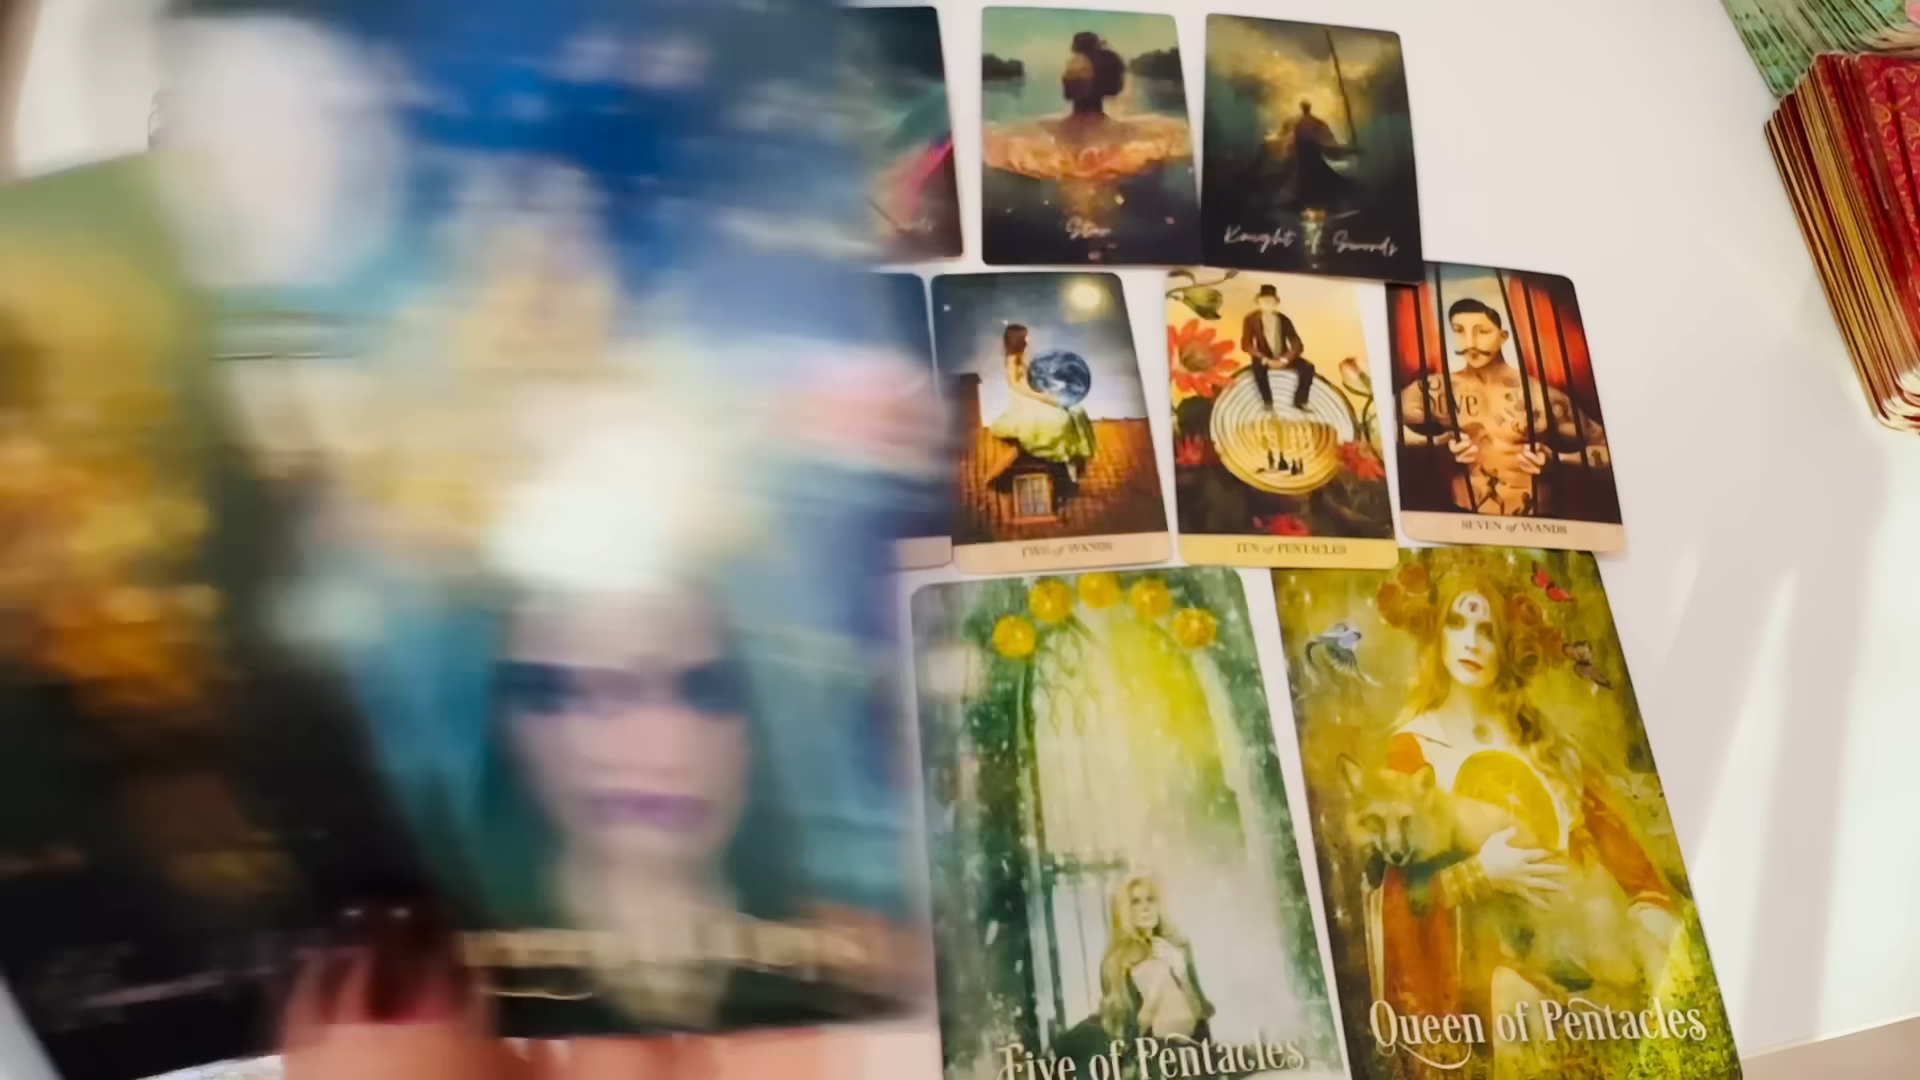 Star
Knight of Swords
Love
TWO of WANDS
TEN of PENTACLES
SEVEN of WANDS
Five of Pentacles
Queen of Pentacles